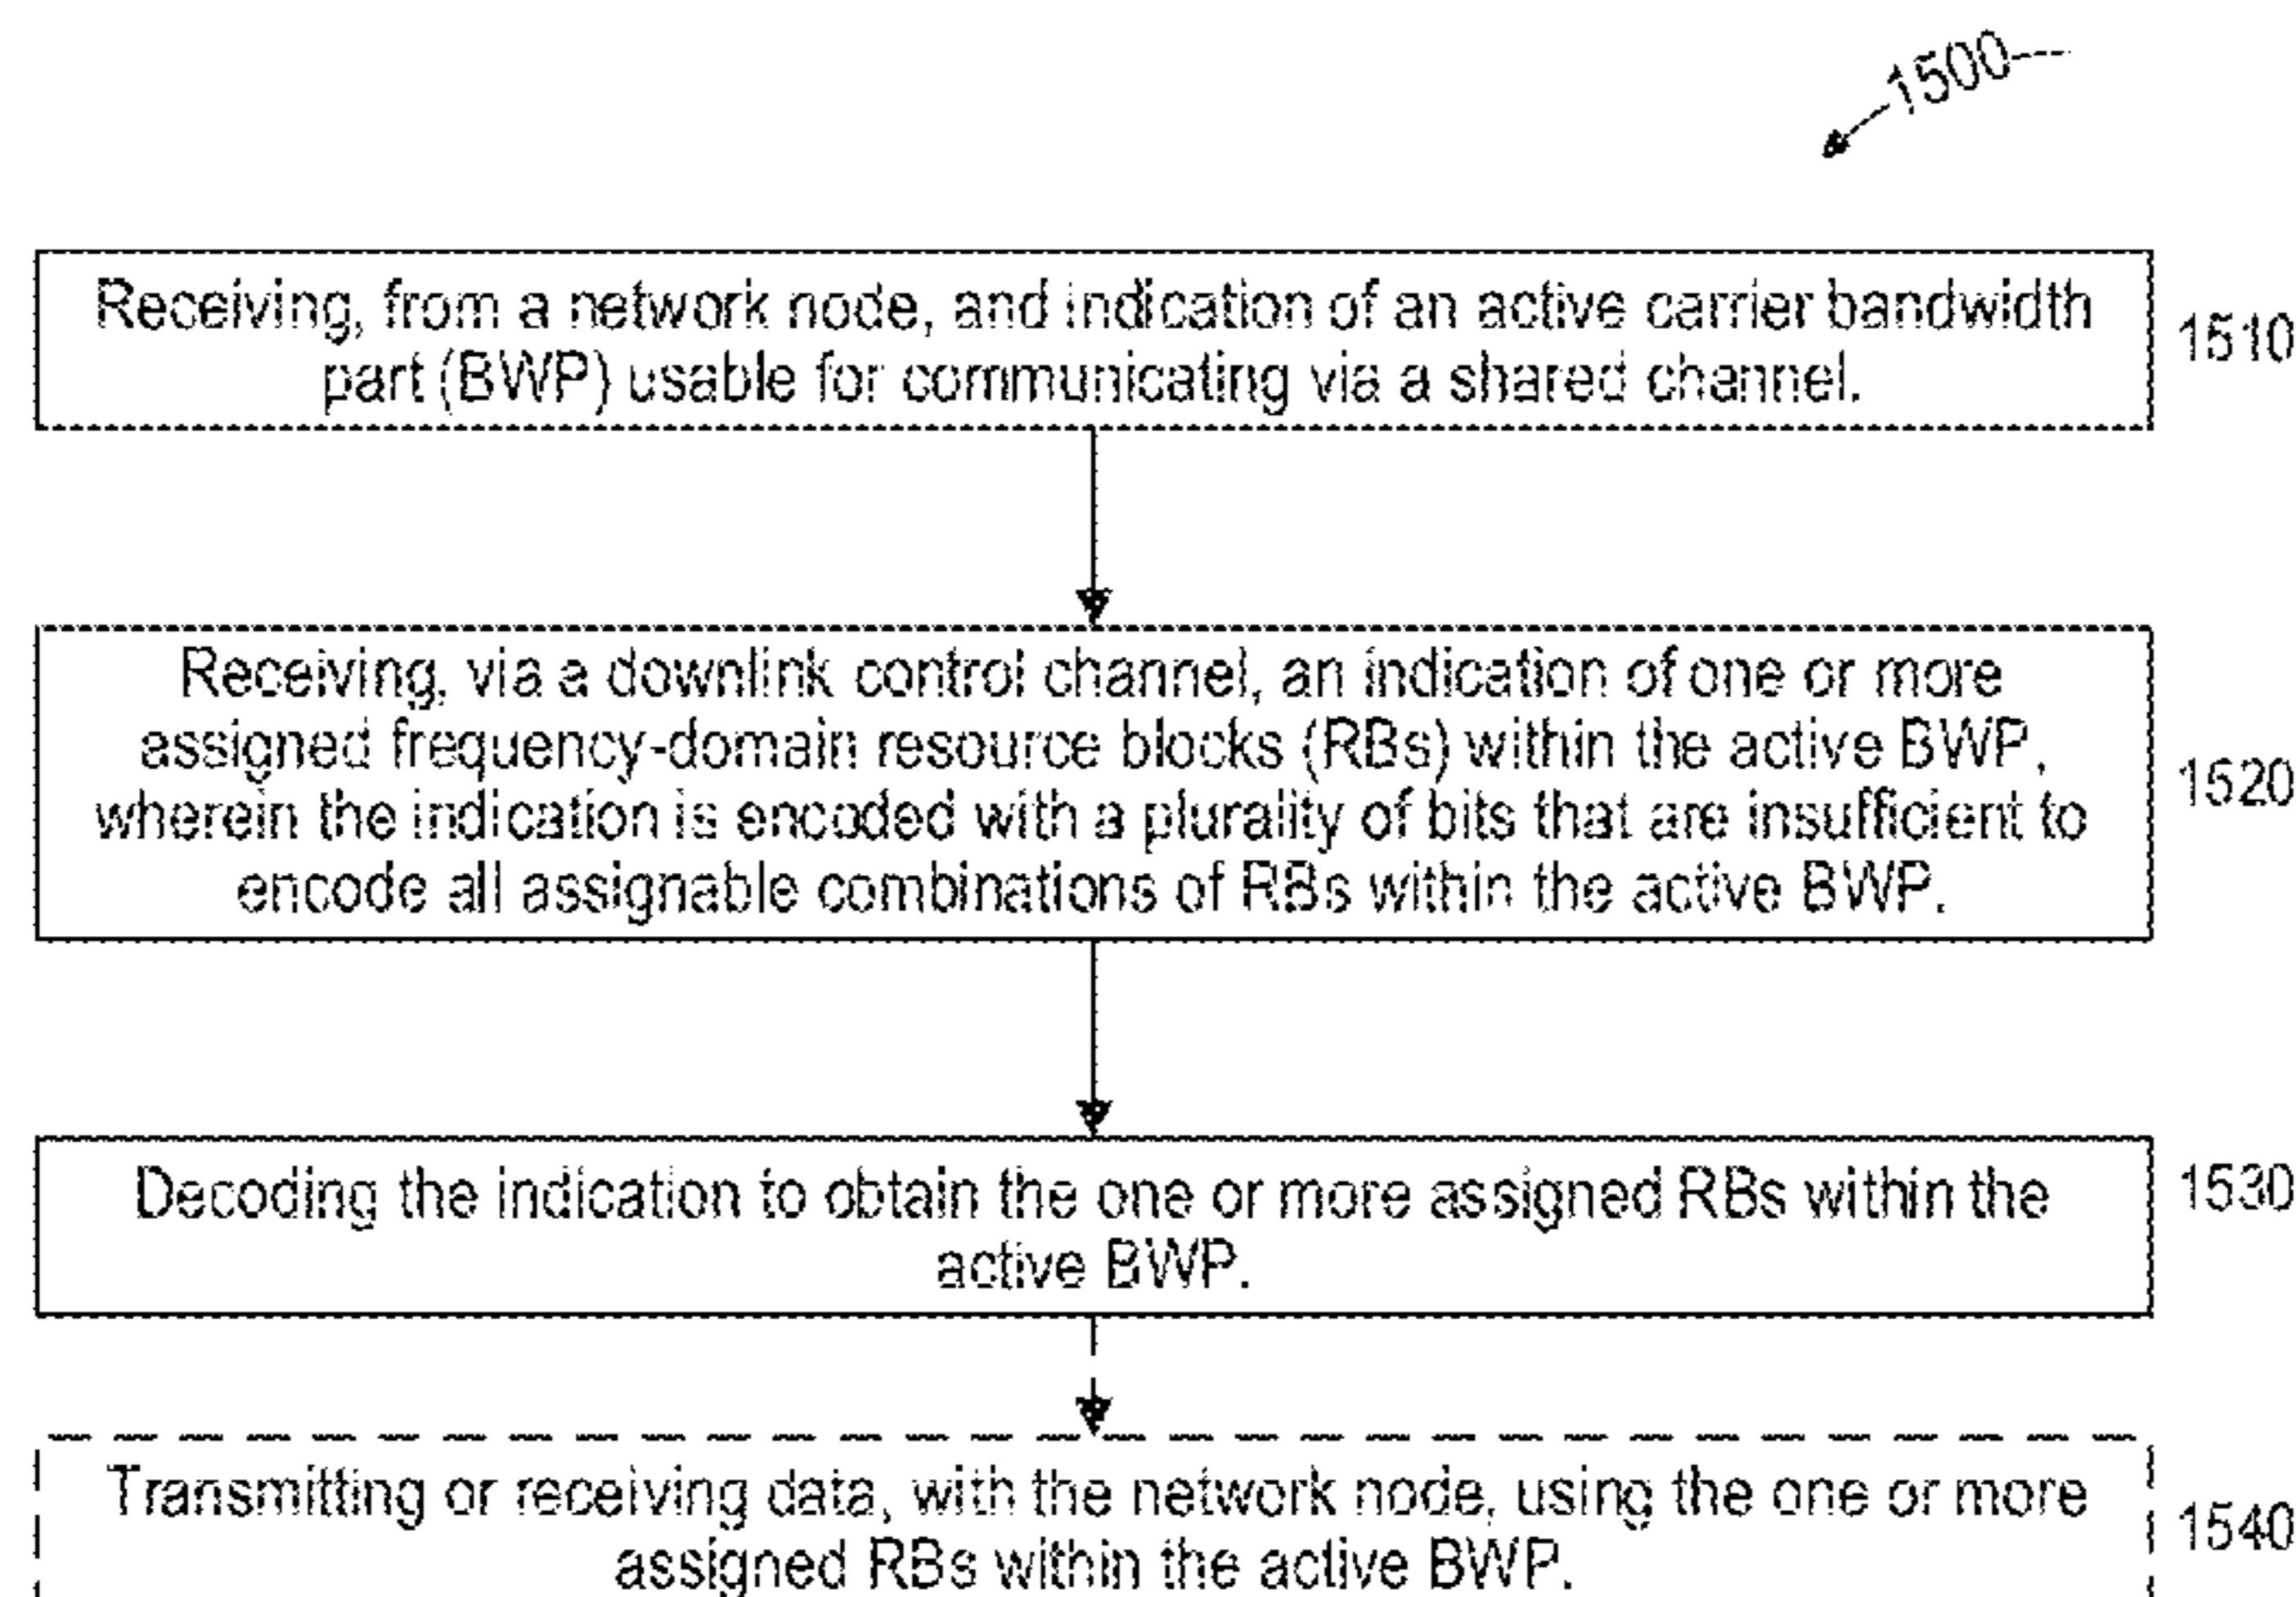 1500
Receiving, from a network node, and indication of an active carrier bandwidth
part (BWP) usable for communicating via a shared channel.
1510
Receiving, via a downlink control channel, an indication of one or more
assigned frequency-domain resource blocks (RBs) within the active BWP,
wherein the indication is encoded with a plurality of bits that are insufficient to
encode all assignable combinations of RBs within the active BWP.
1520
Decoding the indication to obtain the one or more assigned RBs within the
active BWP.
1530
Transmitting or receiving data, with the network node, using the one or more
assigned RBs within the active BWP.
1540